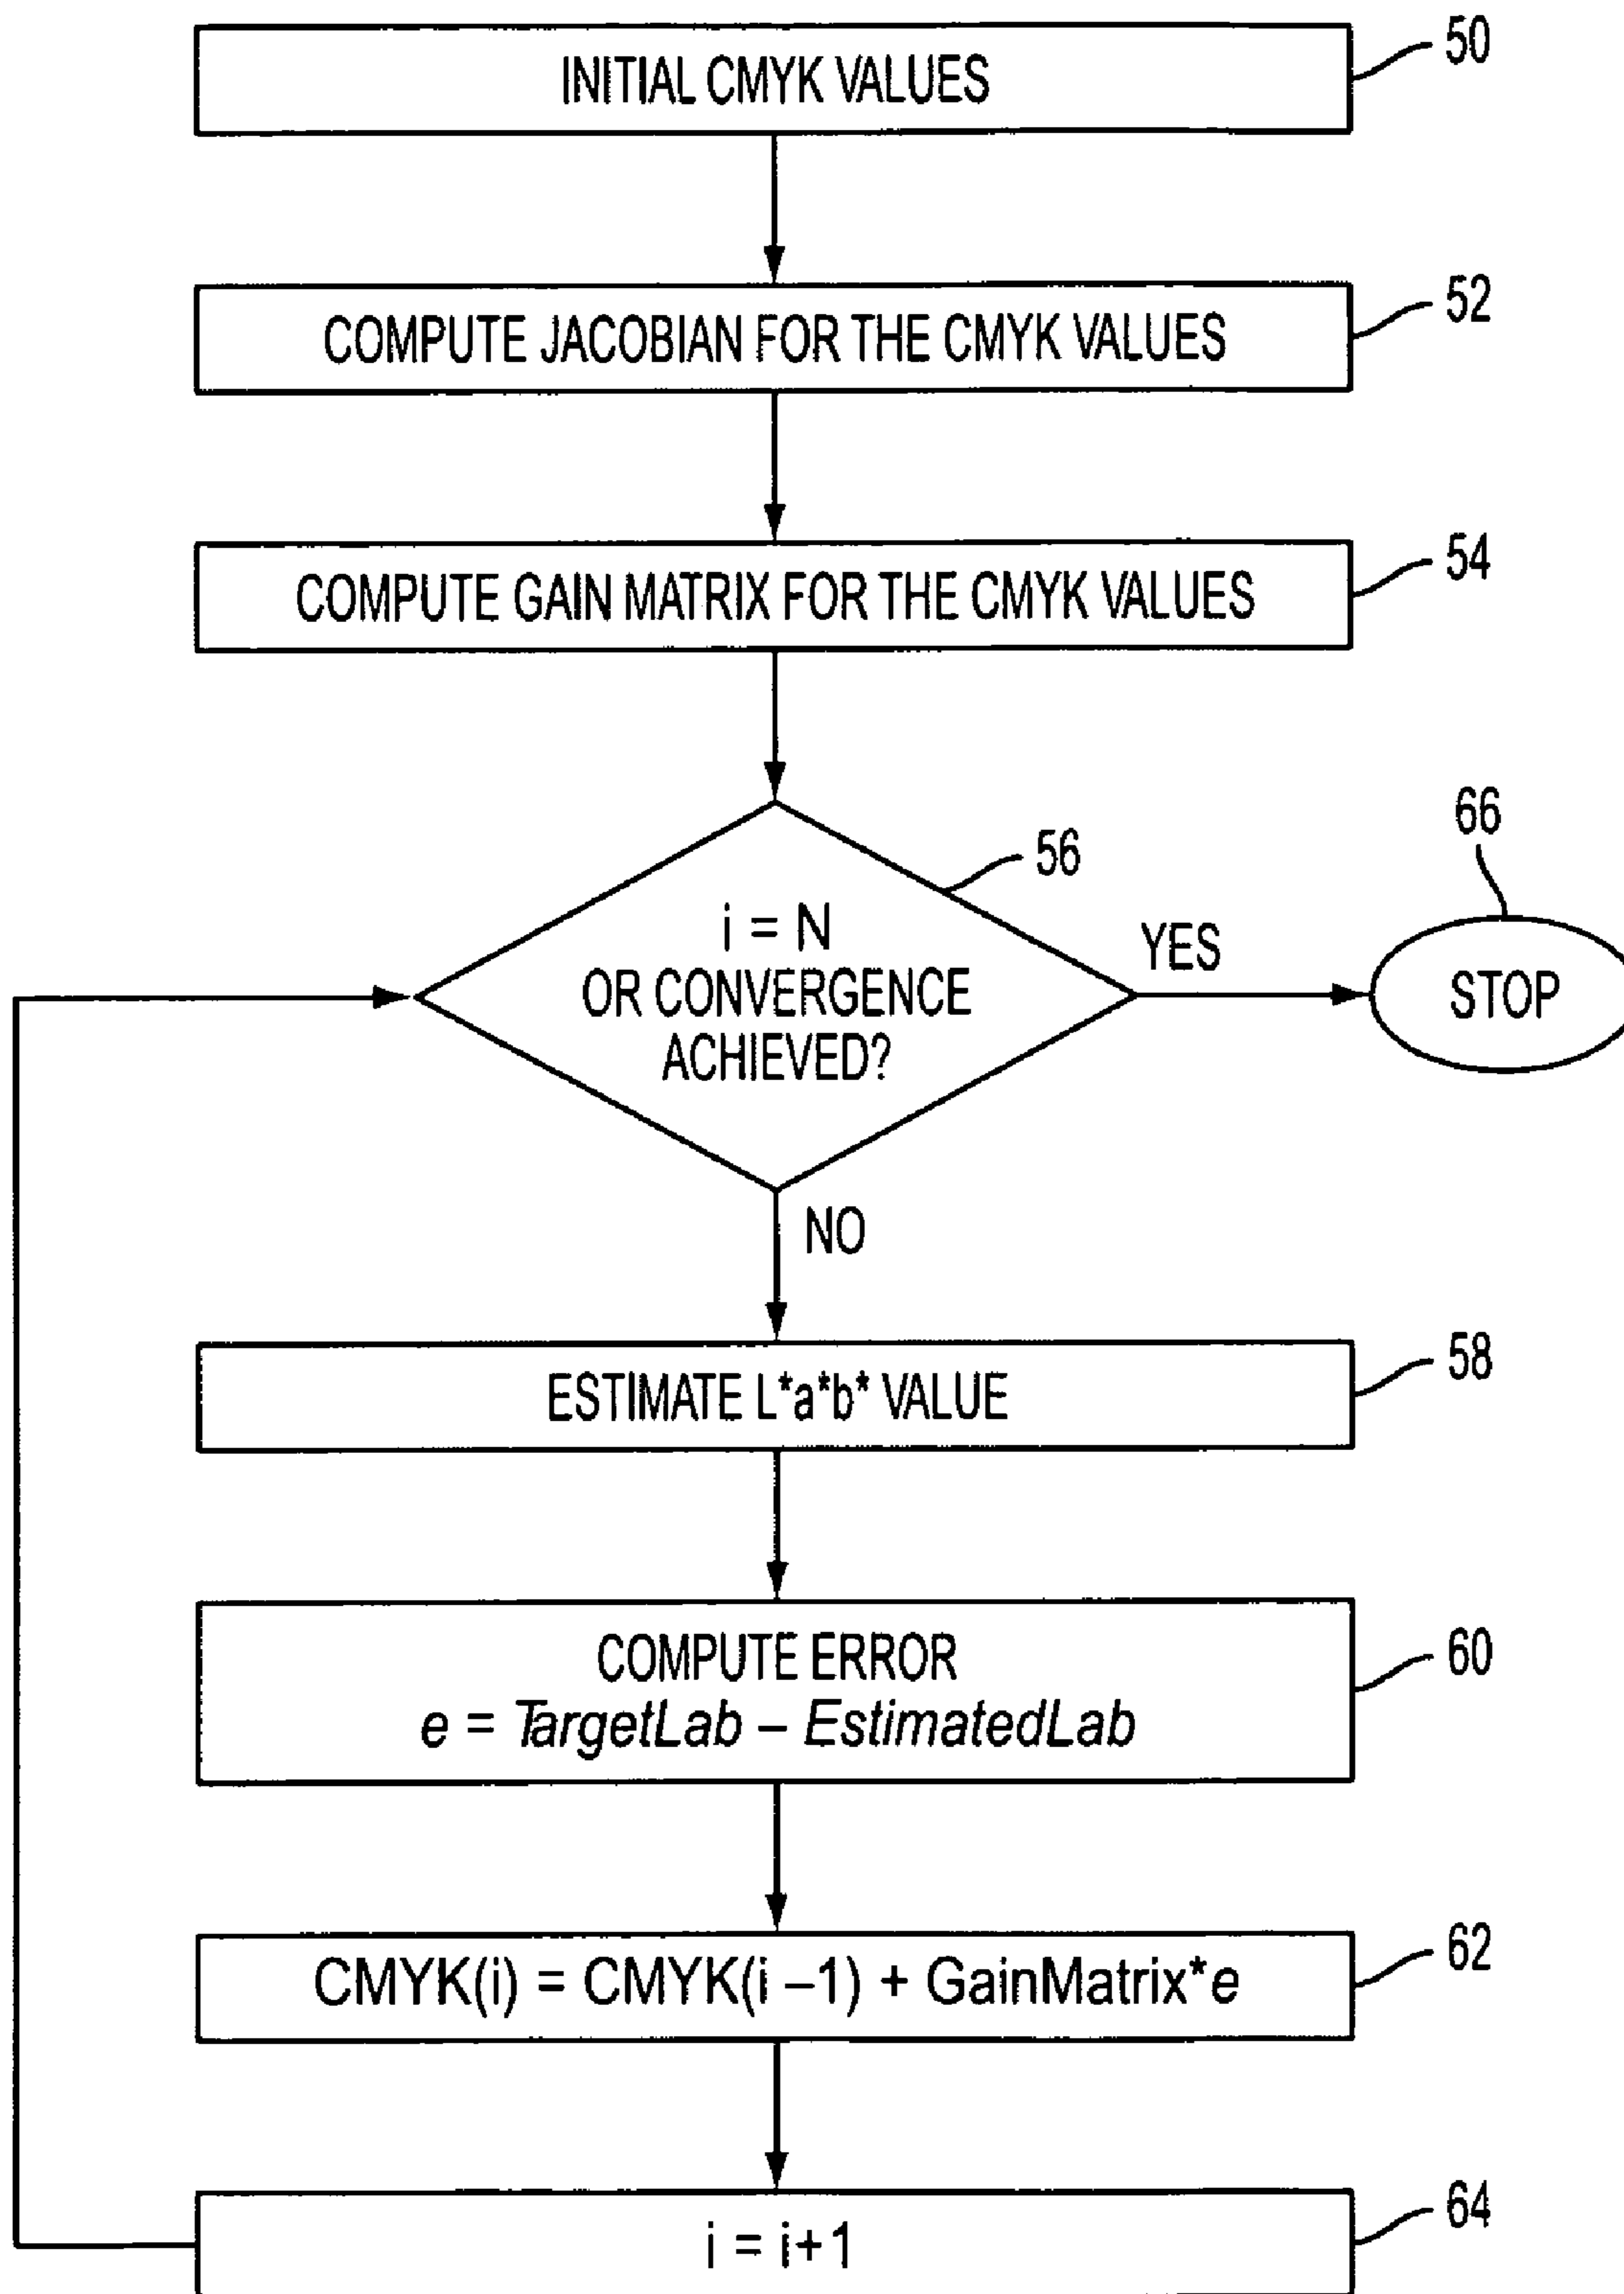 INITIAL CMYK VALUES
50
COMPUTE JACOBIAN FOR THE CMYK VALUES
52
COMPUTE GAIN MATRIX FOR THE CMYK VALUES
54
i = N
OR CONVERGENCE
ACHIEVED?
56
YES
66
STOP
NO
ESTIMATE L*a*b* VALUE
58
COMPUTE ERROR
e = TargetLab – EstimatedLab
60
CMYK(i) = CMYK(i –1) + GainMatrix*e
62
i = i+1
64